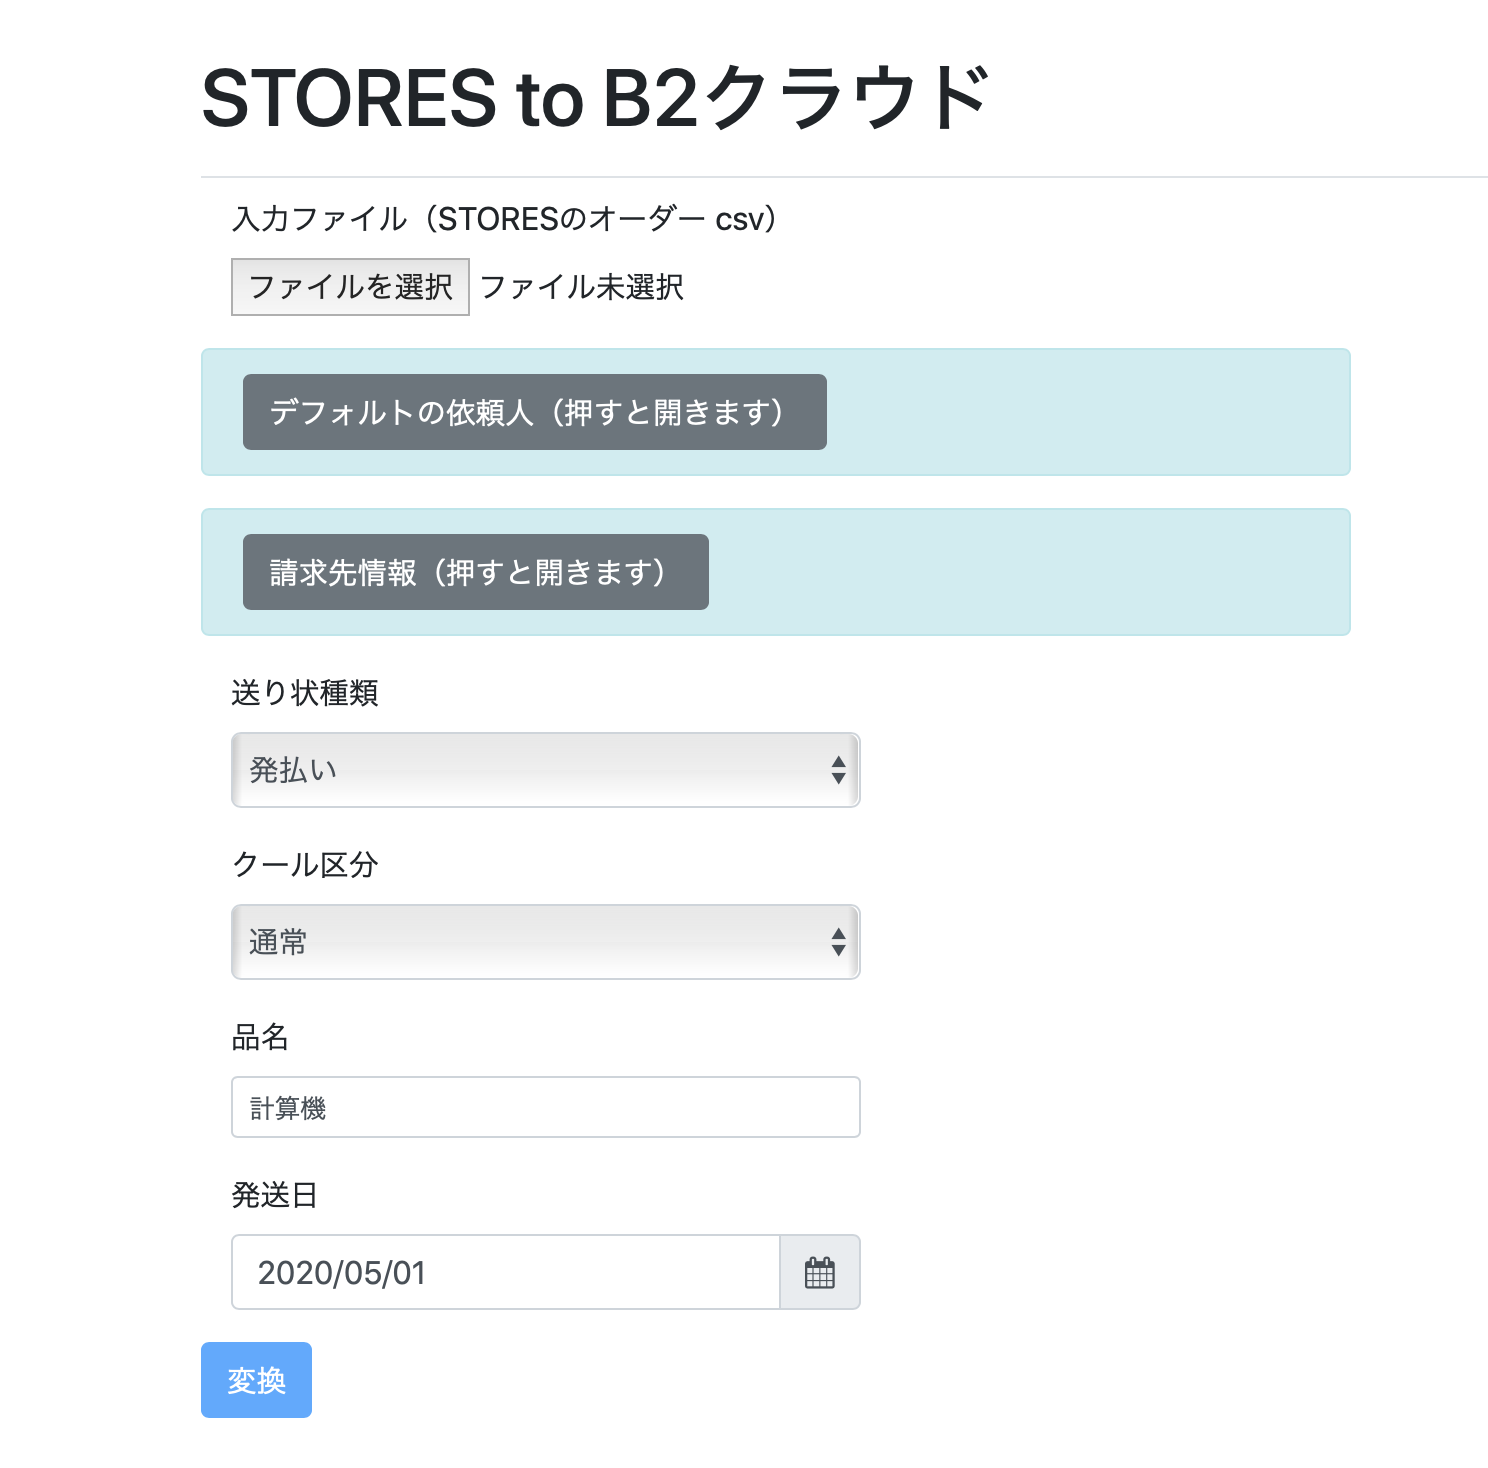 STORES to B2クラウド
入力ファイル（STORESのオーダー csv）
ファイルを選択 ファイル未選択
デフォルトの依頼人（押すと開きます）
請求先情報（押すと開きます）
送り状種類
発払い
クール区分
通常
品名
計算機
発送日
2020/05/01
変換